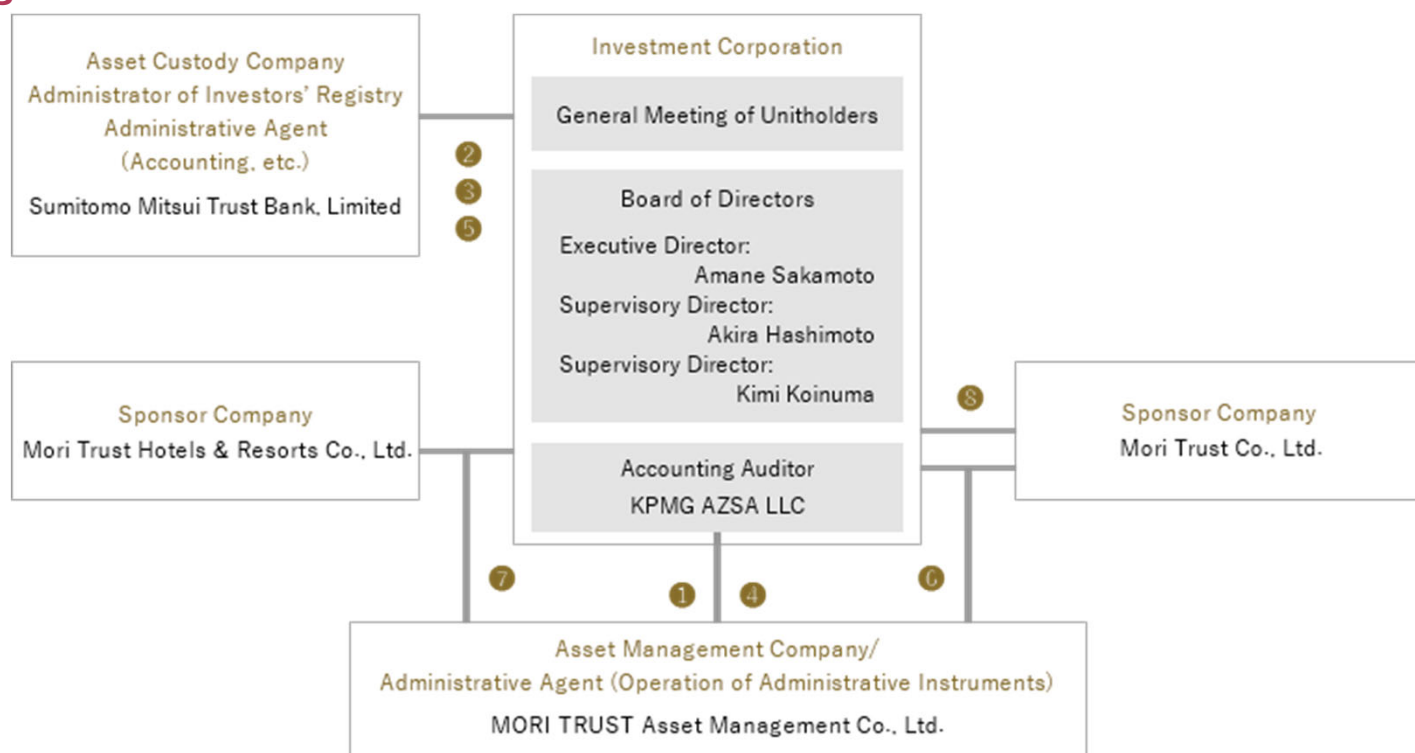 Asset Custody Company
Administrator of Investors' Registry
Administrative Agent
(Accounting, etc.)
Sumitomo Mitsui Trust Bank, Limited
Investment Corporation
General Meeting of Unitholders
Board of Directors
Executive Director:
Amane Sakamoto
Supervisory Director:
Akira Hashimoto
Supervisory Director:
Kimi Koinuma
Accounting Auditor
KPMG AZSA LLC
2
3
5
Sponsor Company
Mori Trust Hotels & Resorts Co., Ltd.
8
Sponsor Company
Mori Trust Co., Ltd.
7
1
4
6
Asset Management Company/
Administrative Agent (Operation of Administrative Instruments)
MORI TRUST Asset Management Co., Ltd.